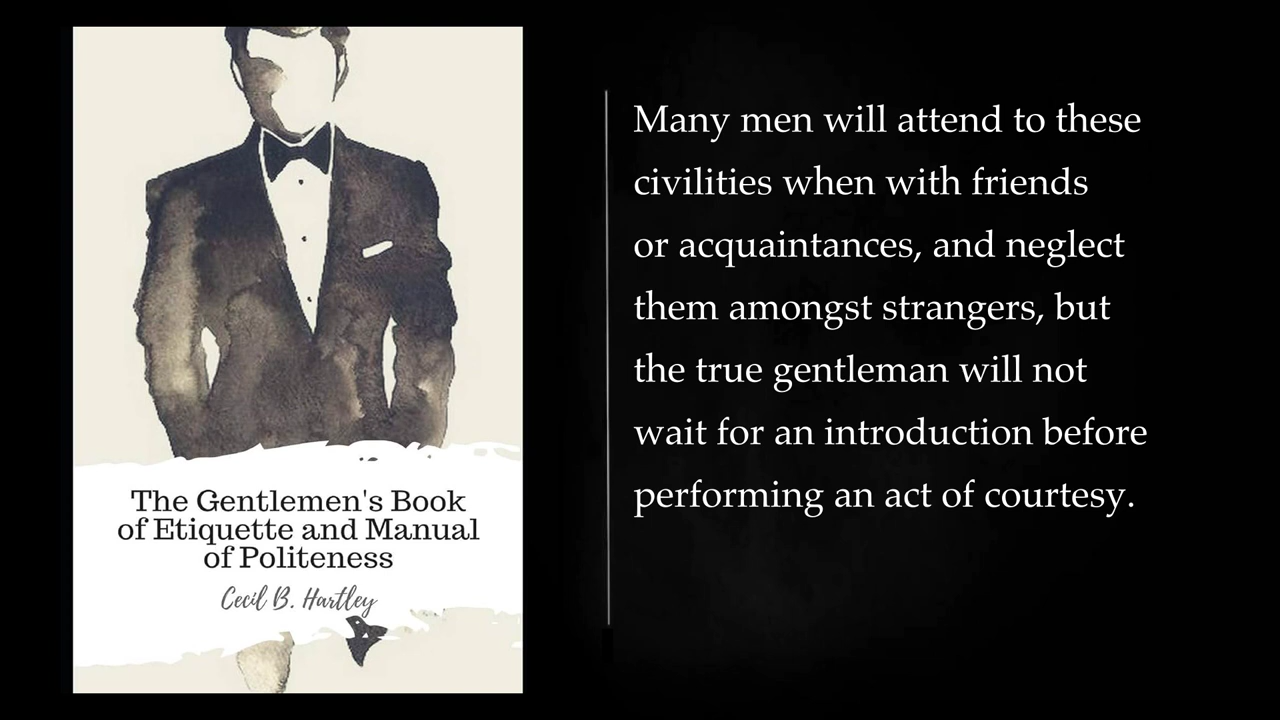 The Gentlemen's Book
of Etiquette and Manual
of Politeness
Cecil B. Hartley
Many men will attend to these
civilities when with friends
or acquaintances, and neglect
them amongst strangers, but
the true gentleman will not
wait for an introduction before
performing an act of courtesy.